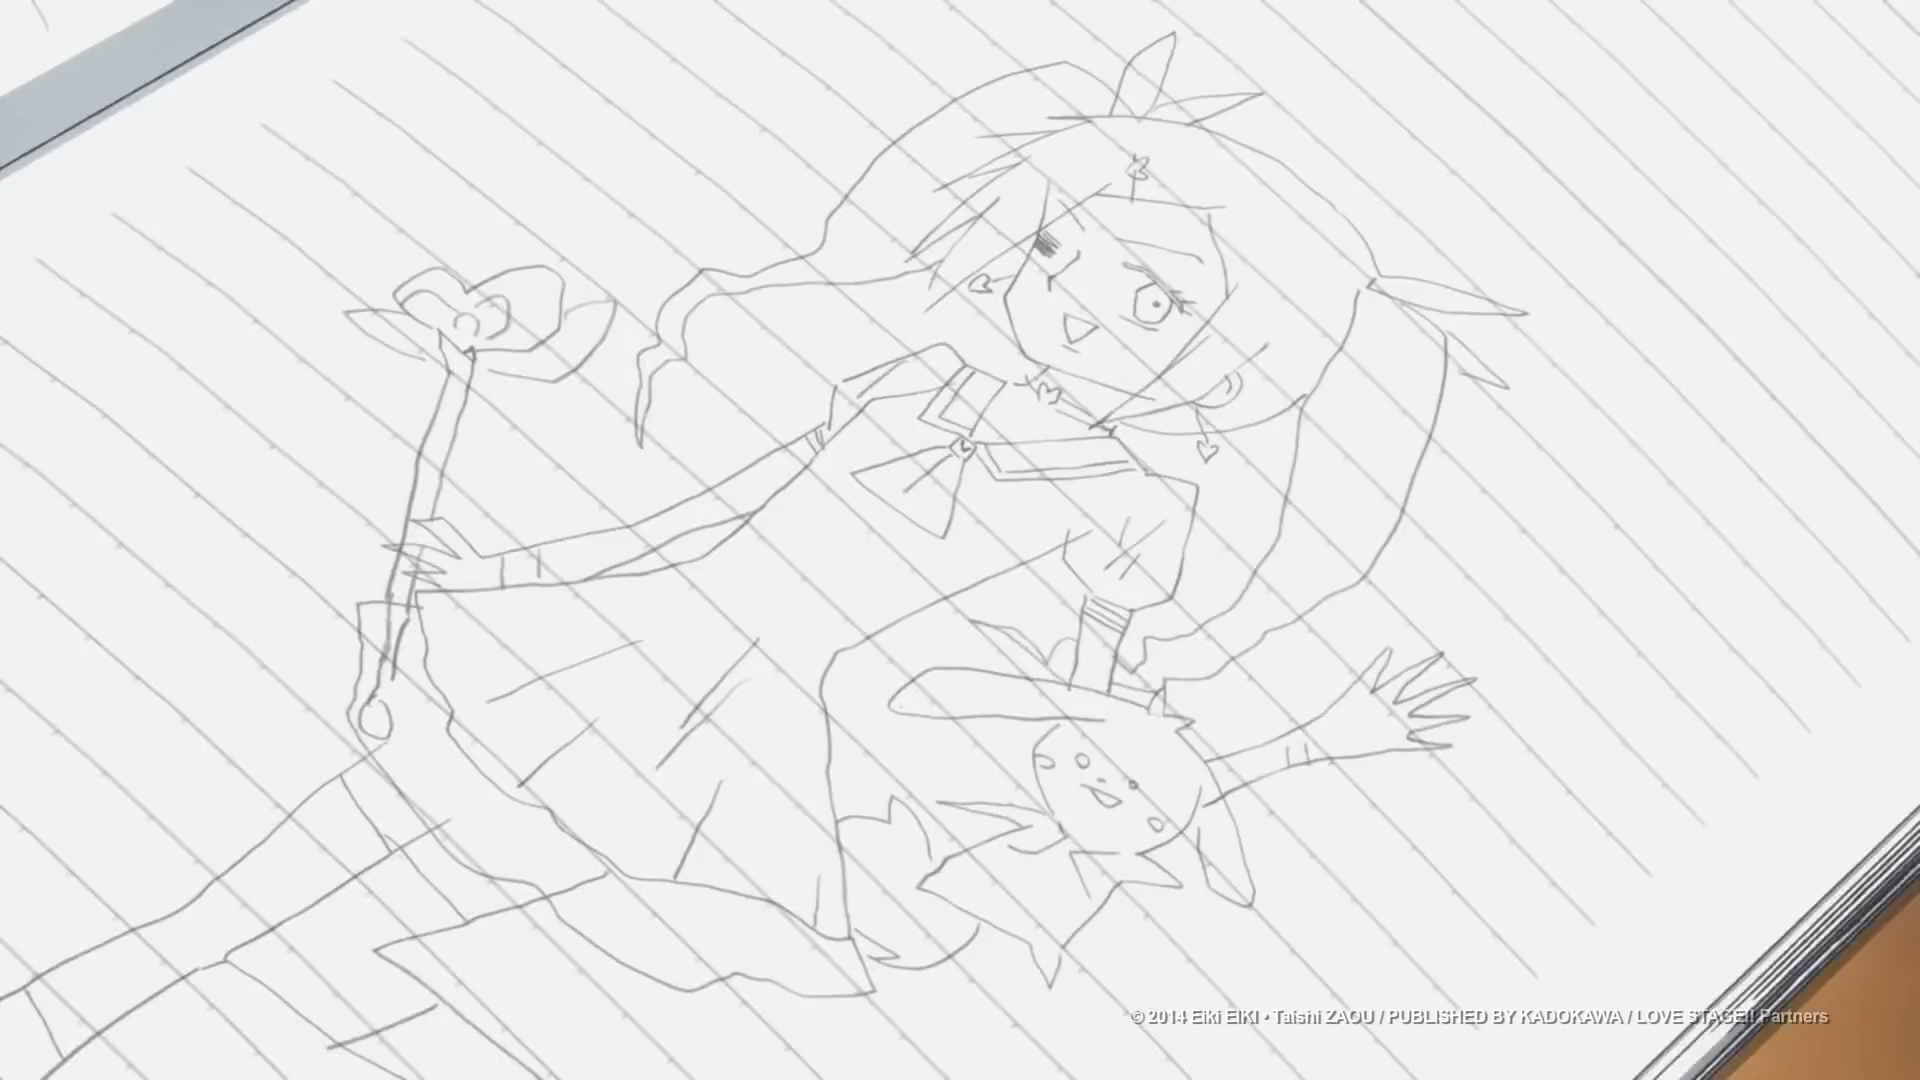 © 2014 Eiki EIKI • Taishi ZAOU / PUBLISHED BY KADOKAWA / LOVE STAGE!! Partners